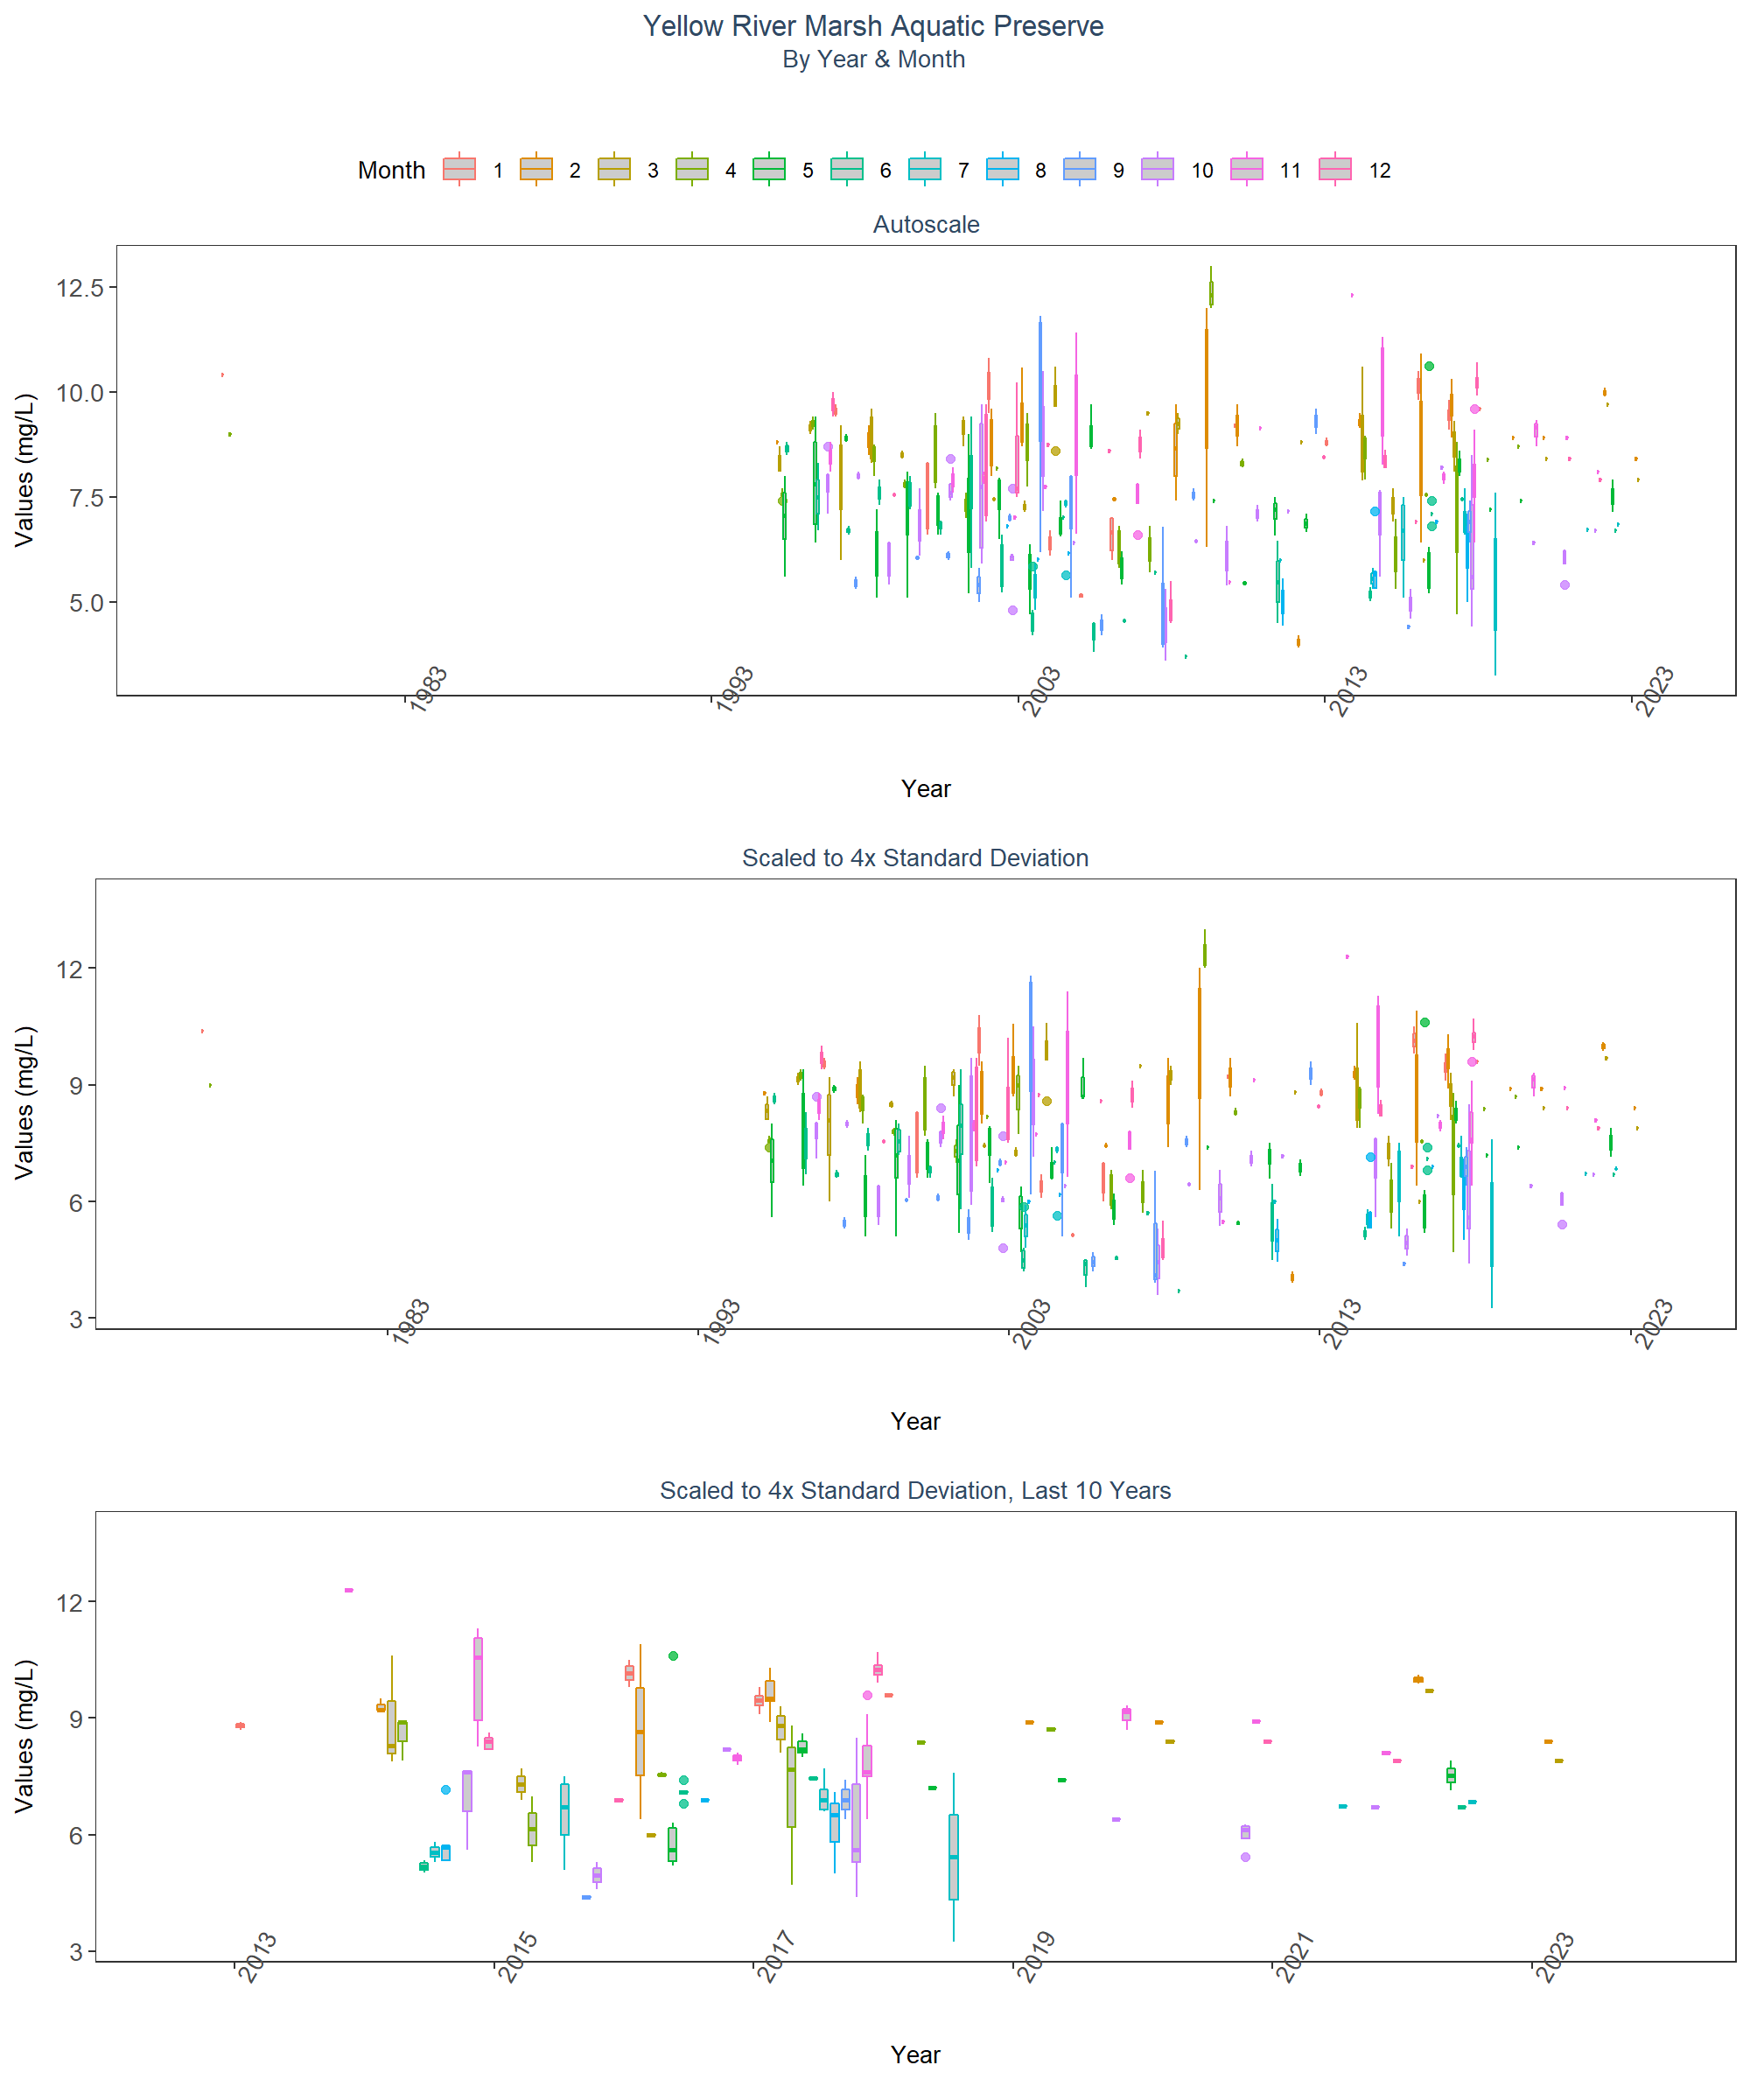 Yellow River Marsh Aquatic Preserve
By Year & Month
Month 1 2 3 4 5 6 7 8 9 10 11 12
Autoscale
Values (mg/L)
12.5
10.0
7.5
5.0
1983 1993 2003 2013 2023
Year
Scaled to 4x Standard Deviation
Values (mg/L)
12
9
6
3
1983 1993 2003 2013 2023
Year
Scaled to 4x Standard Deviation, Last 10 Years
Values (mg/L)
12
9
6
3
2013 2015 2017 2019 2021 2023
Year